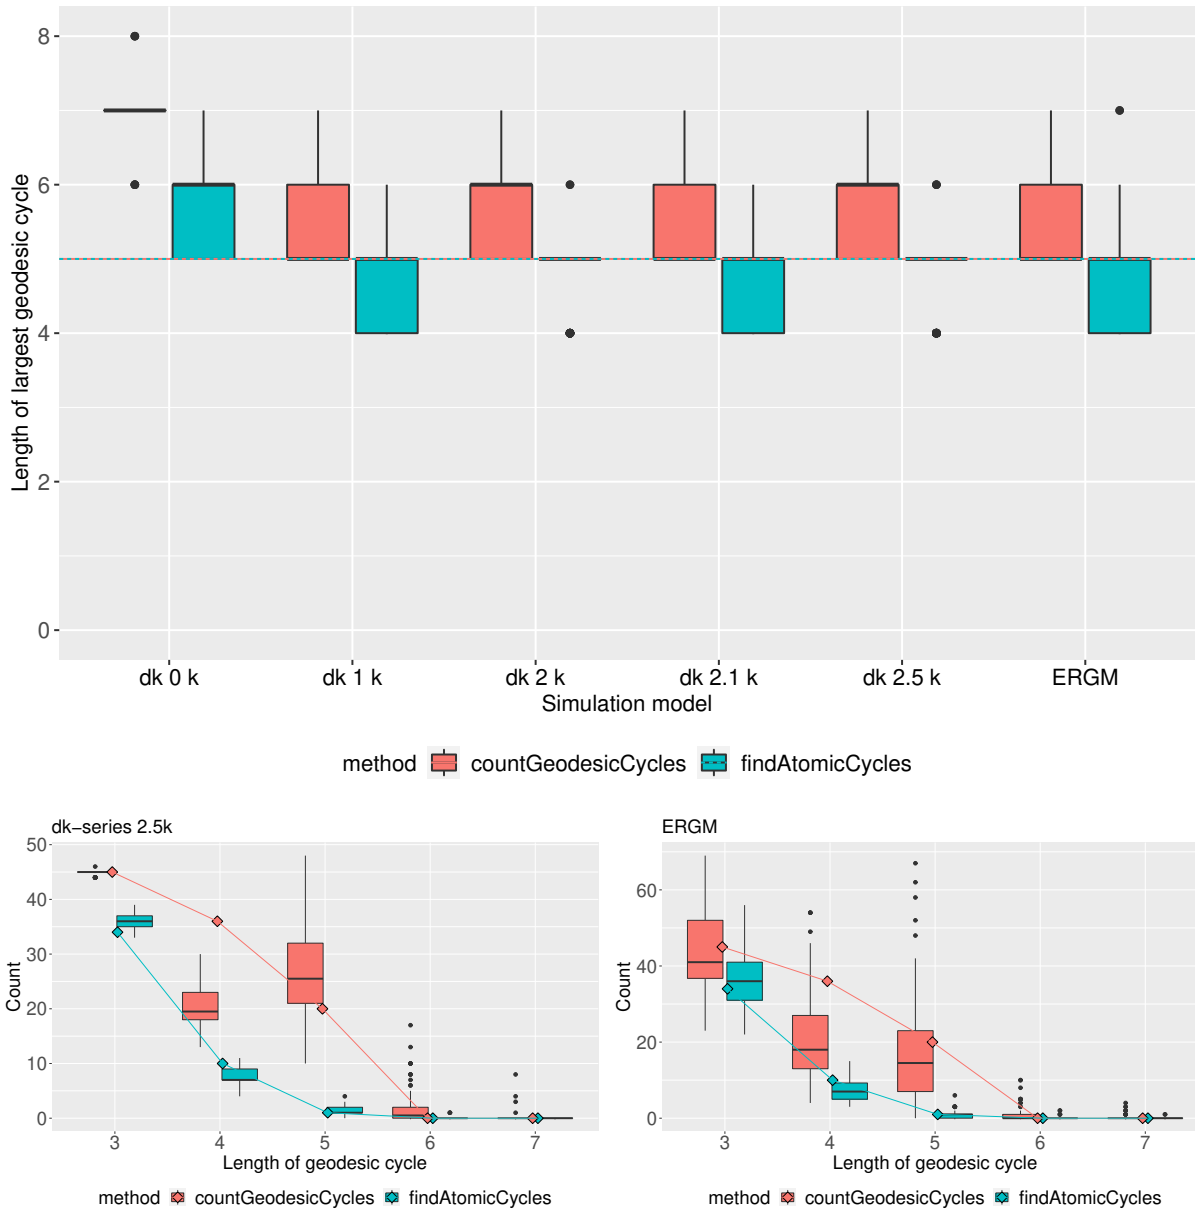 8
6
4
2
0
Length of largest geodesic cycle
dk 0 k
dk 1 k
dk 2 k
dk 2.1 k
dk 2.5 k
ERGM
Simulation model
method countGeodesicCycles findAtomicCycles
dk−series 2.5k
50
40
30
20
10
0
Count
3 4 5 6 7
Length of geodesic cycle
method countGeodesicCycles findAtomicCycles
ERGM
60
40
20
0
Count
3 4 5 6 7
Length of geodesic cycle
method countGeodesicCycles findAtomicCycles